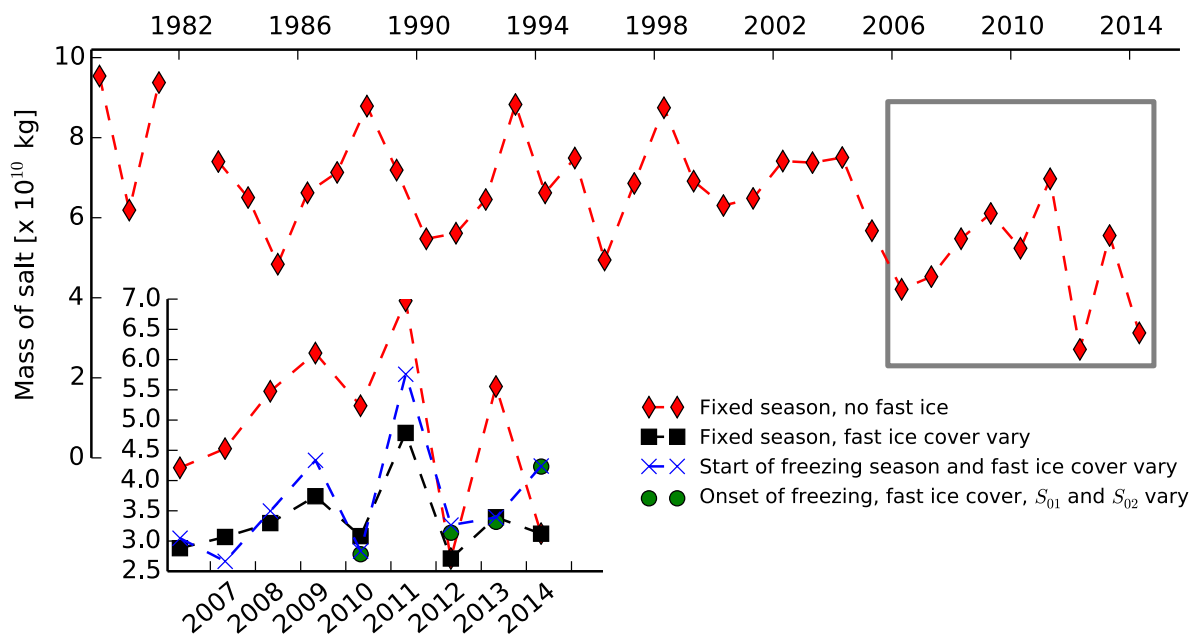 1982 1986 1990 1994 1998 2002 2006 2010 2014
10
8
6
4
2
0
Mass of salt [x 10^10 kg]
7.0
6.5
6.0
5.5
5.0
4.5
4.0
3.5
3.0
2.5
2007 2008 2009 2010 2011 2012 2013 2014
Fixed season, no fast ice
Fixed season, fast ice cover vary
Start of freezing season and fast ice cover vary
Onset of freezing, fast ice cover, S01 and S02 vary